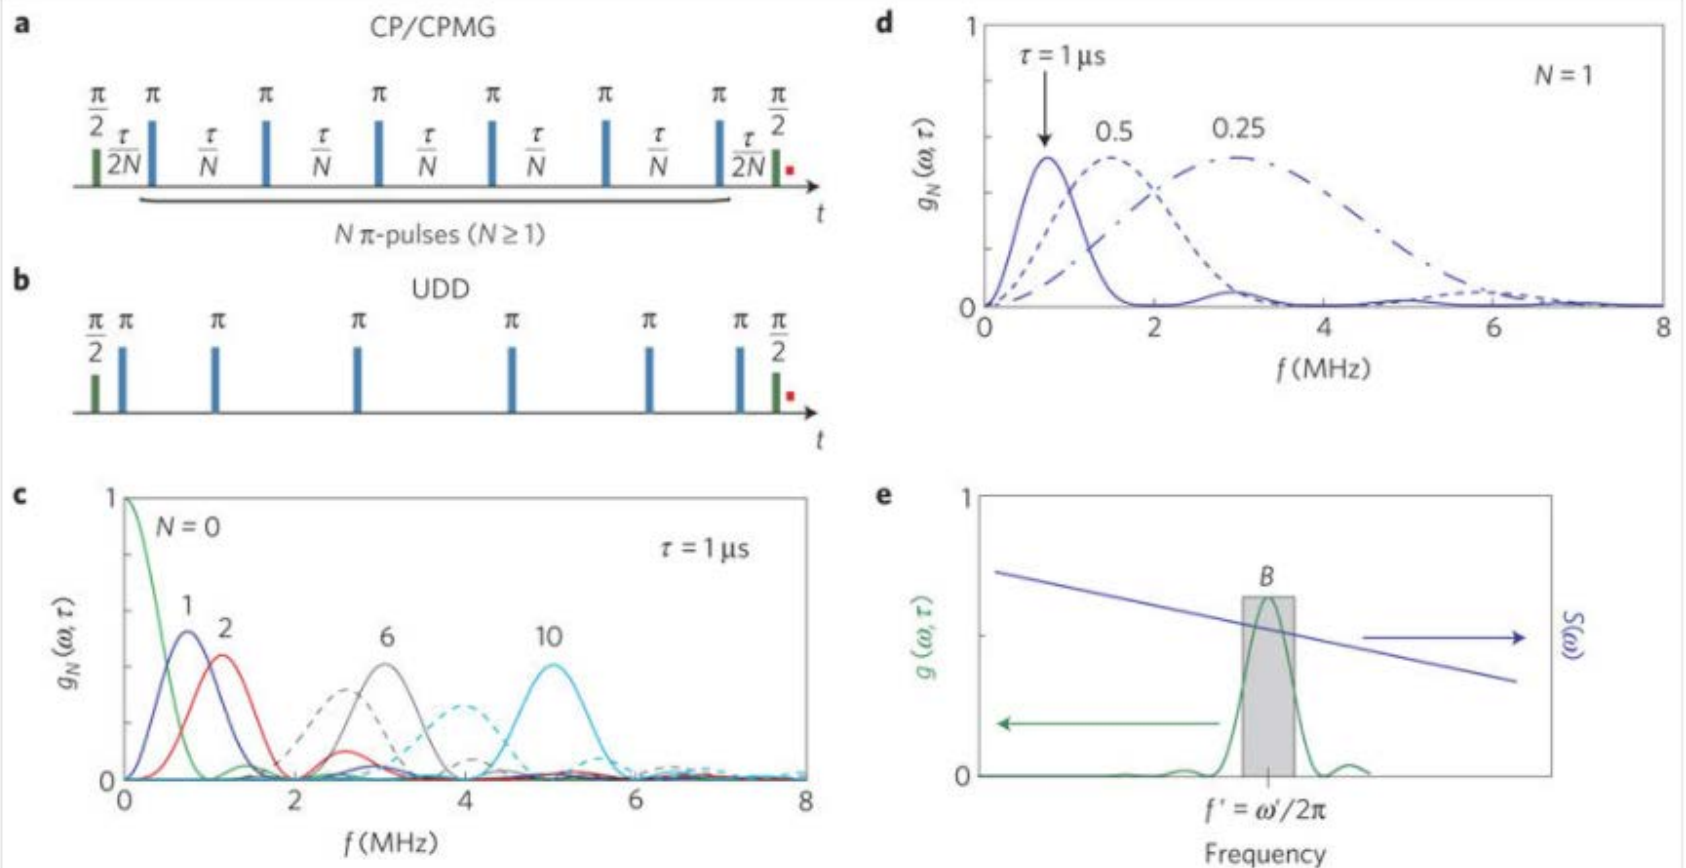 a
CP/CPMG
π/2 π π π π π π π/2
τ/2N τ/N τ/N τ/N τ/N τ/N τ/2N
t
N π-pulses (N ≥ 1)
b
UDD
π/2 π π π π π π π/2
t
c
1
N = 0
τ = 1 μs
1
2
6
10
g_N (ω, τ)
0
0 2 4 6 8
f (MHz)
d
1
τ = 1 μs
N = 1
0.5
0.25
g_N (ω, τ)
0
0 2 4 6 8
f (MHz)
e
1
B
g (ω, τ)
S(ω)
0
f' = ω'/2π
Frequency